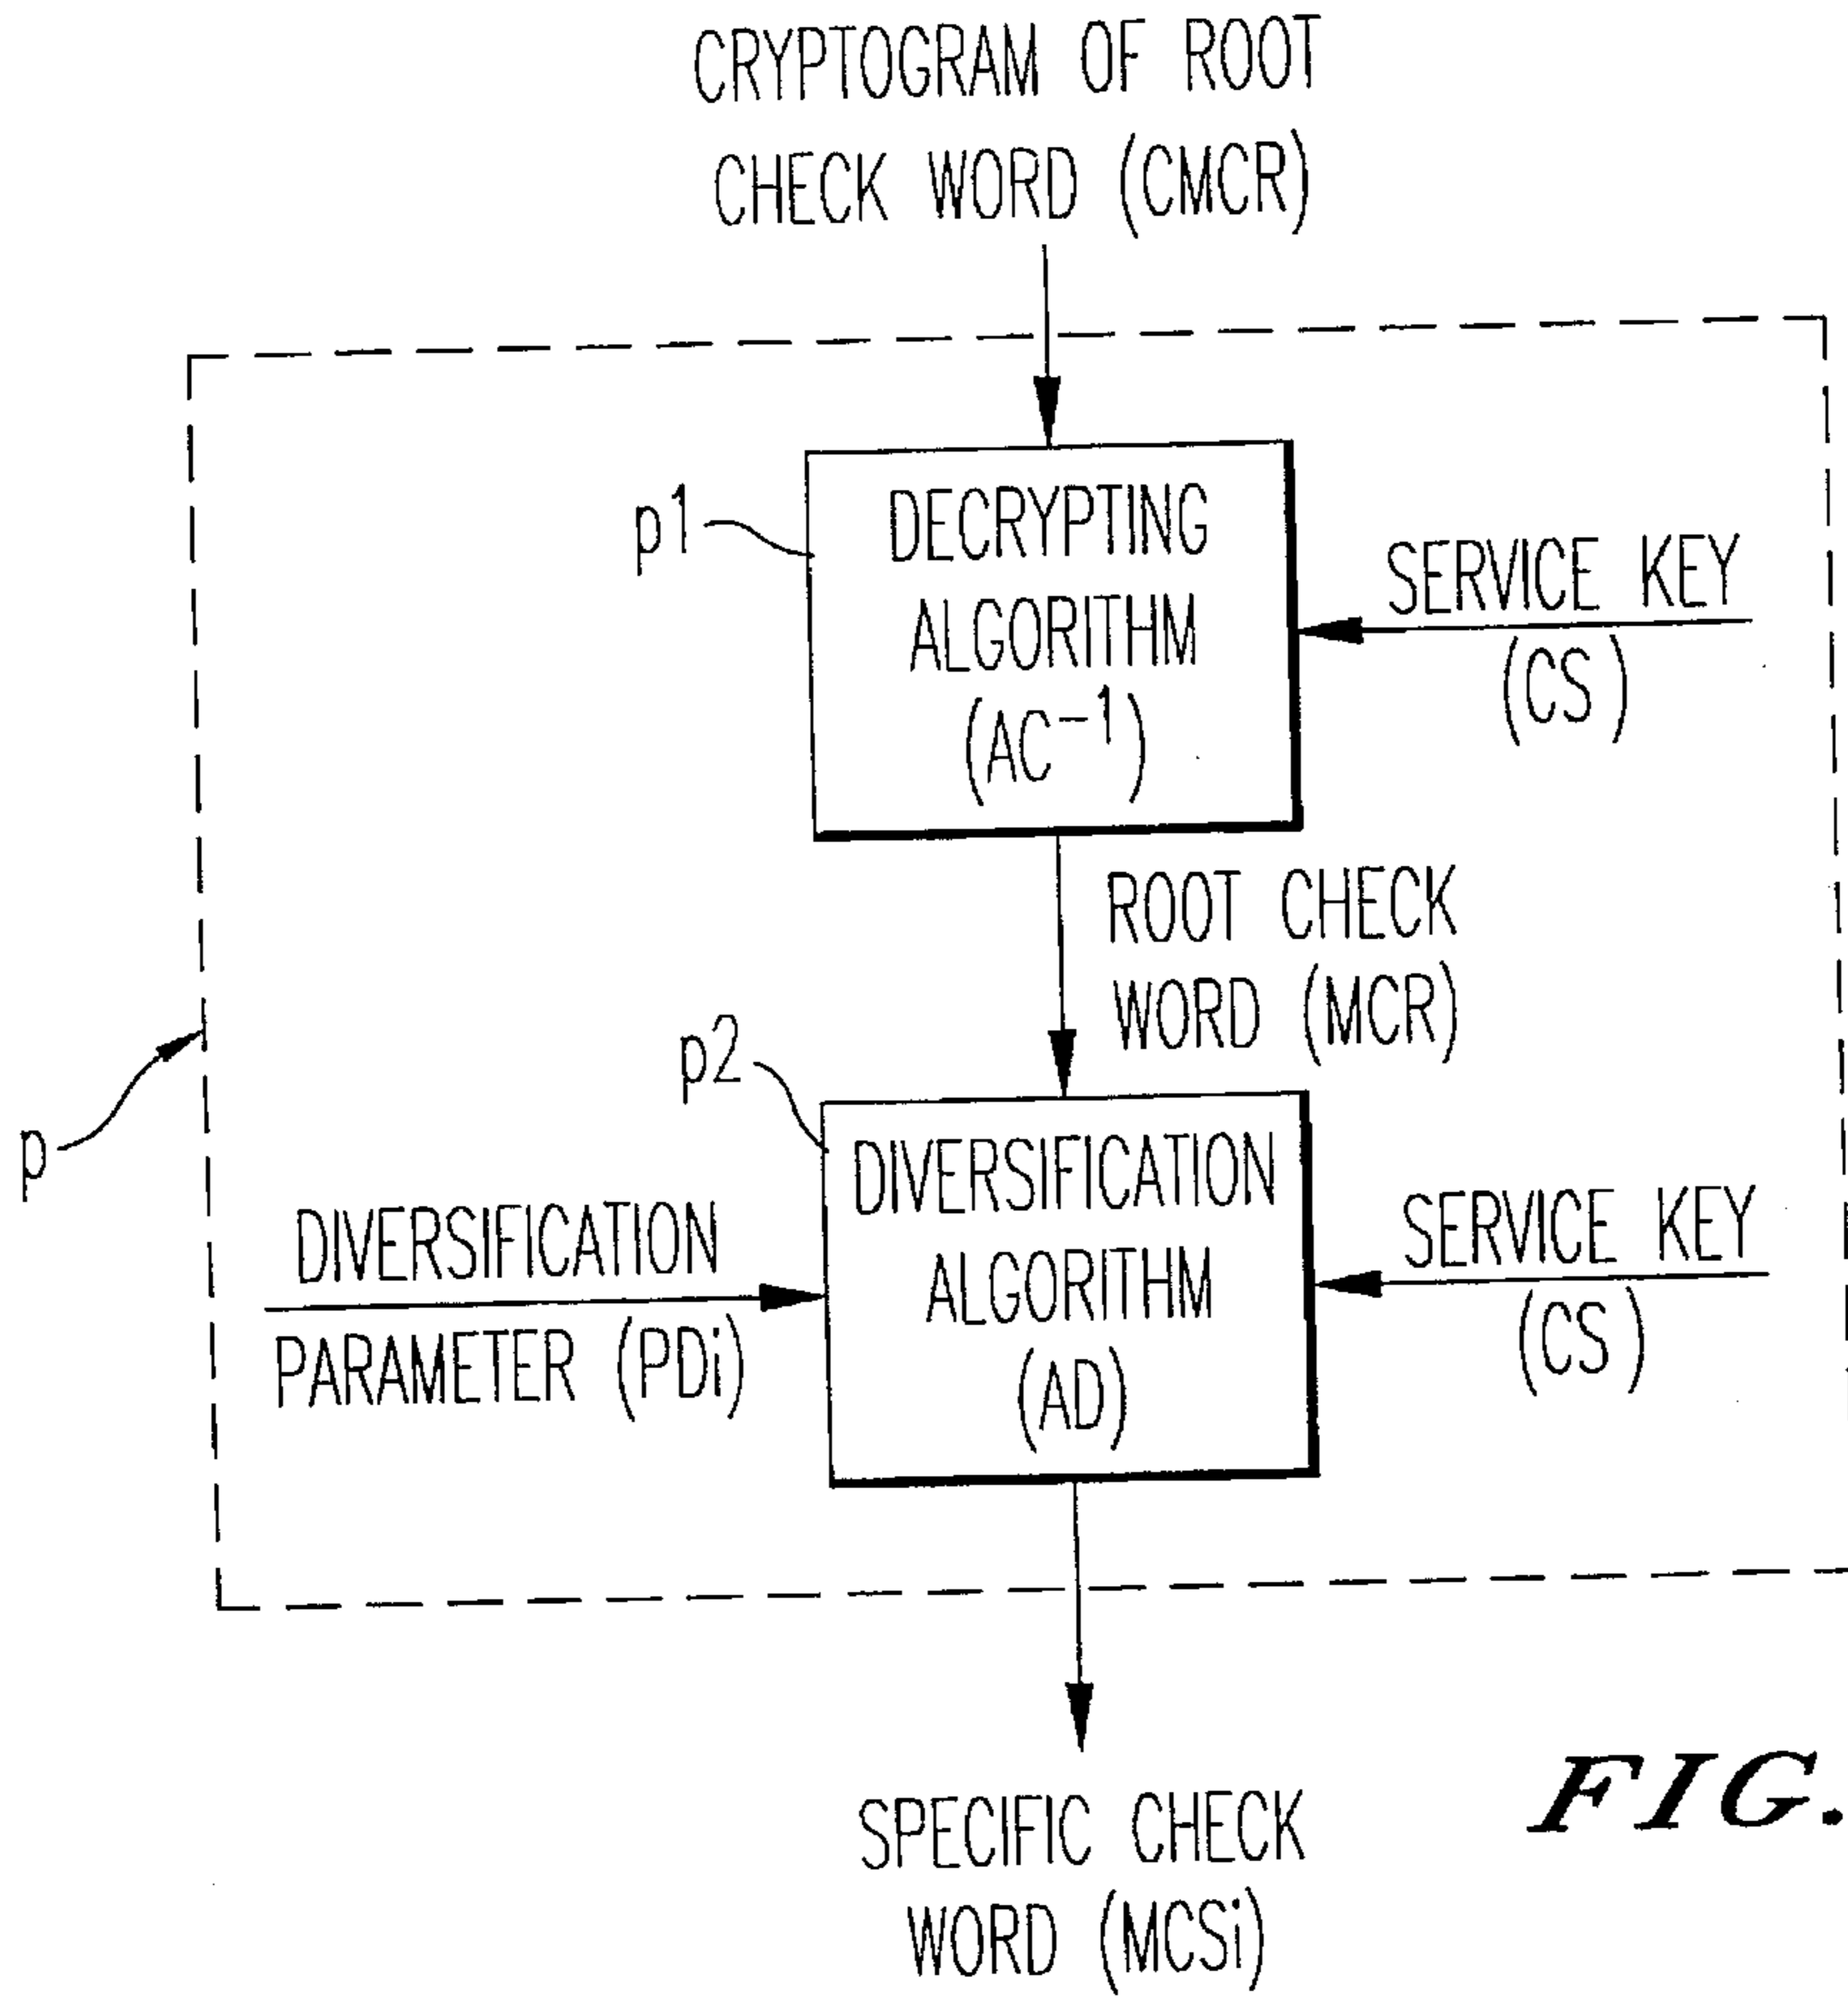 CRYPTOGRAM OF ROOT
CHECK WORD (CMCR)
p1
DECRYPTING
ALGORITHM
(AC⁻¹)
SERVICE KEY
(CS)
ROOT CHECK
WORD (MCR)
p
p2
DIVERSIFICATION
ALGORITHM
(AD)
DIVERSIFICATION
PARAMETER (PDi)
SERVICE KEY
(CS)
SPECIFIC CHECK
WORD (MCSi)
FIG.